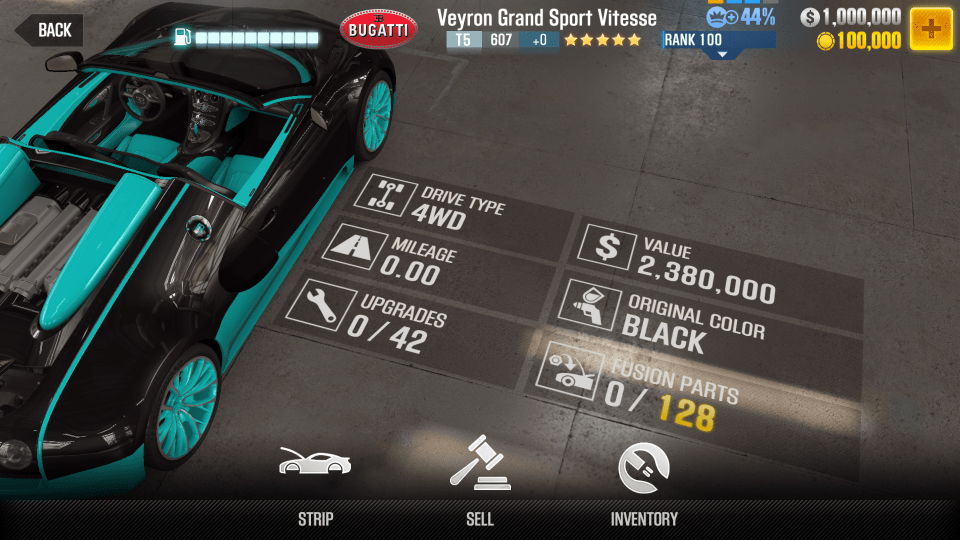 BACK
BUGATTI
Veyron Grand Sport Vitesse
T5 607 +0
44%
RANK 100
$ 1,000,000
100,000
DRIVE TYPE
4WD
MILEAGE
0.00
UPGRADES
0 / 42
$ VALUE
2,380,000
ORIGINAL COLOR
BLACK
FUSION PARTS
0 / 128
STRIP
SELL
INVENTORY